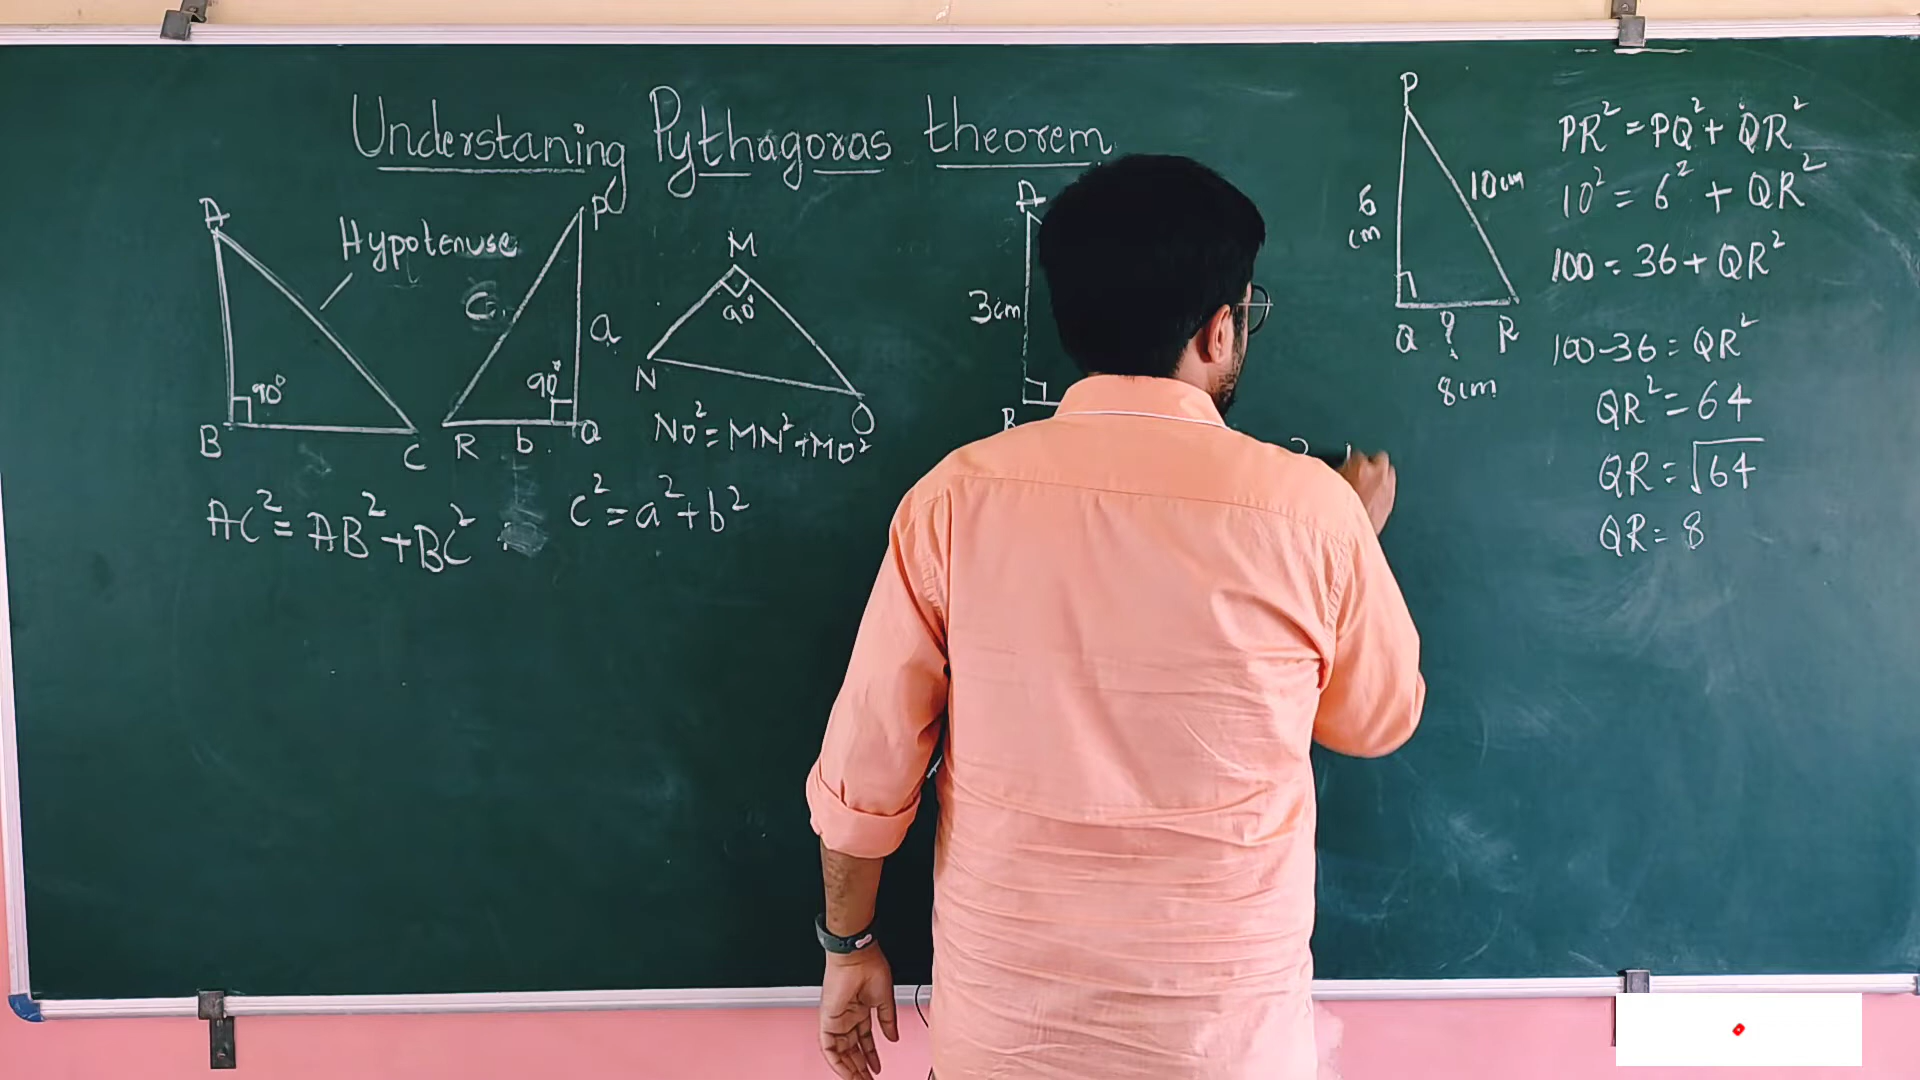 Understaning Pythagoras theorem
A
Hypotenuse
90°
B
C
AC²=AB²+BC²
P
c
a
90°
R
b
Q
c²=a²+b²
M
90°
N
O
NO²=MN²+MO²
A
3cm
B
P
6
cm
10cm
Q
?
R
8cm
PR²=PQ²+QR²
10²=6²+QR²
100=36+QR²
100-36=QR²
QR²=64
QR=√64
QR=8